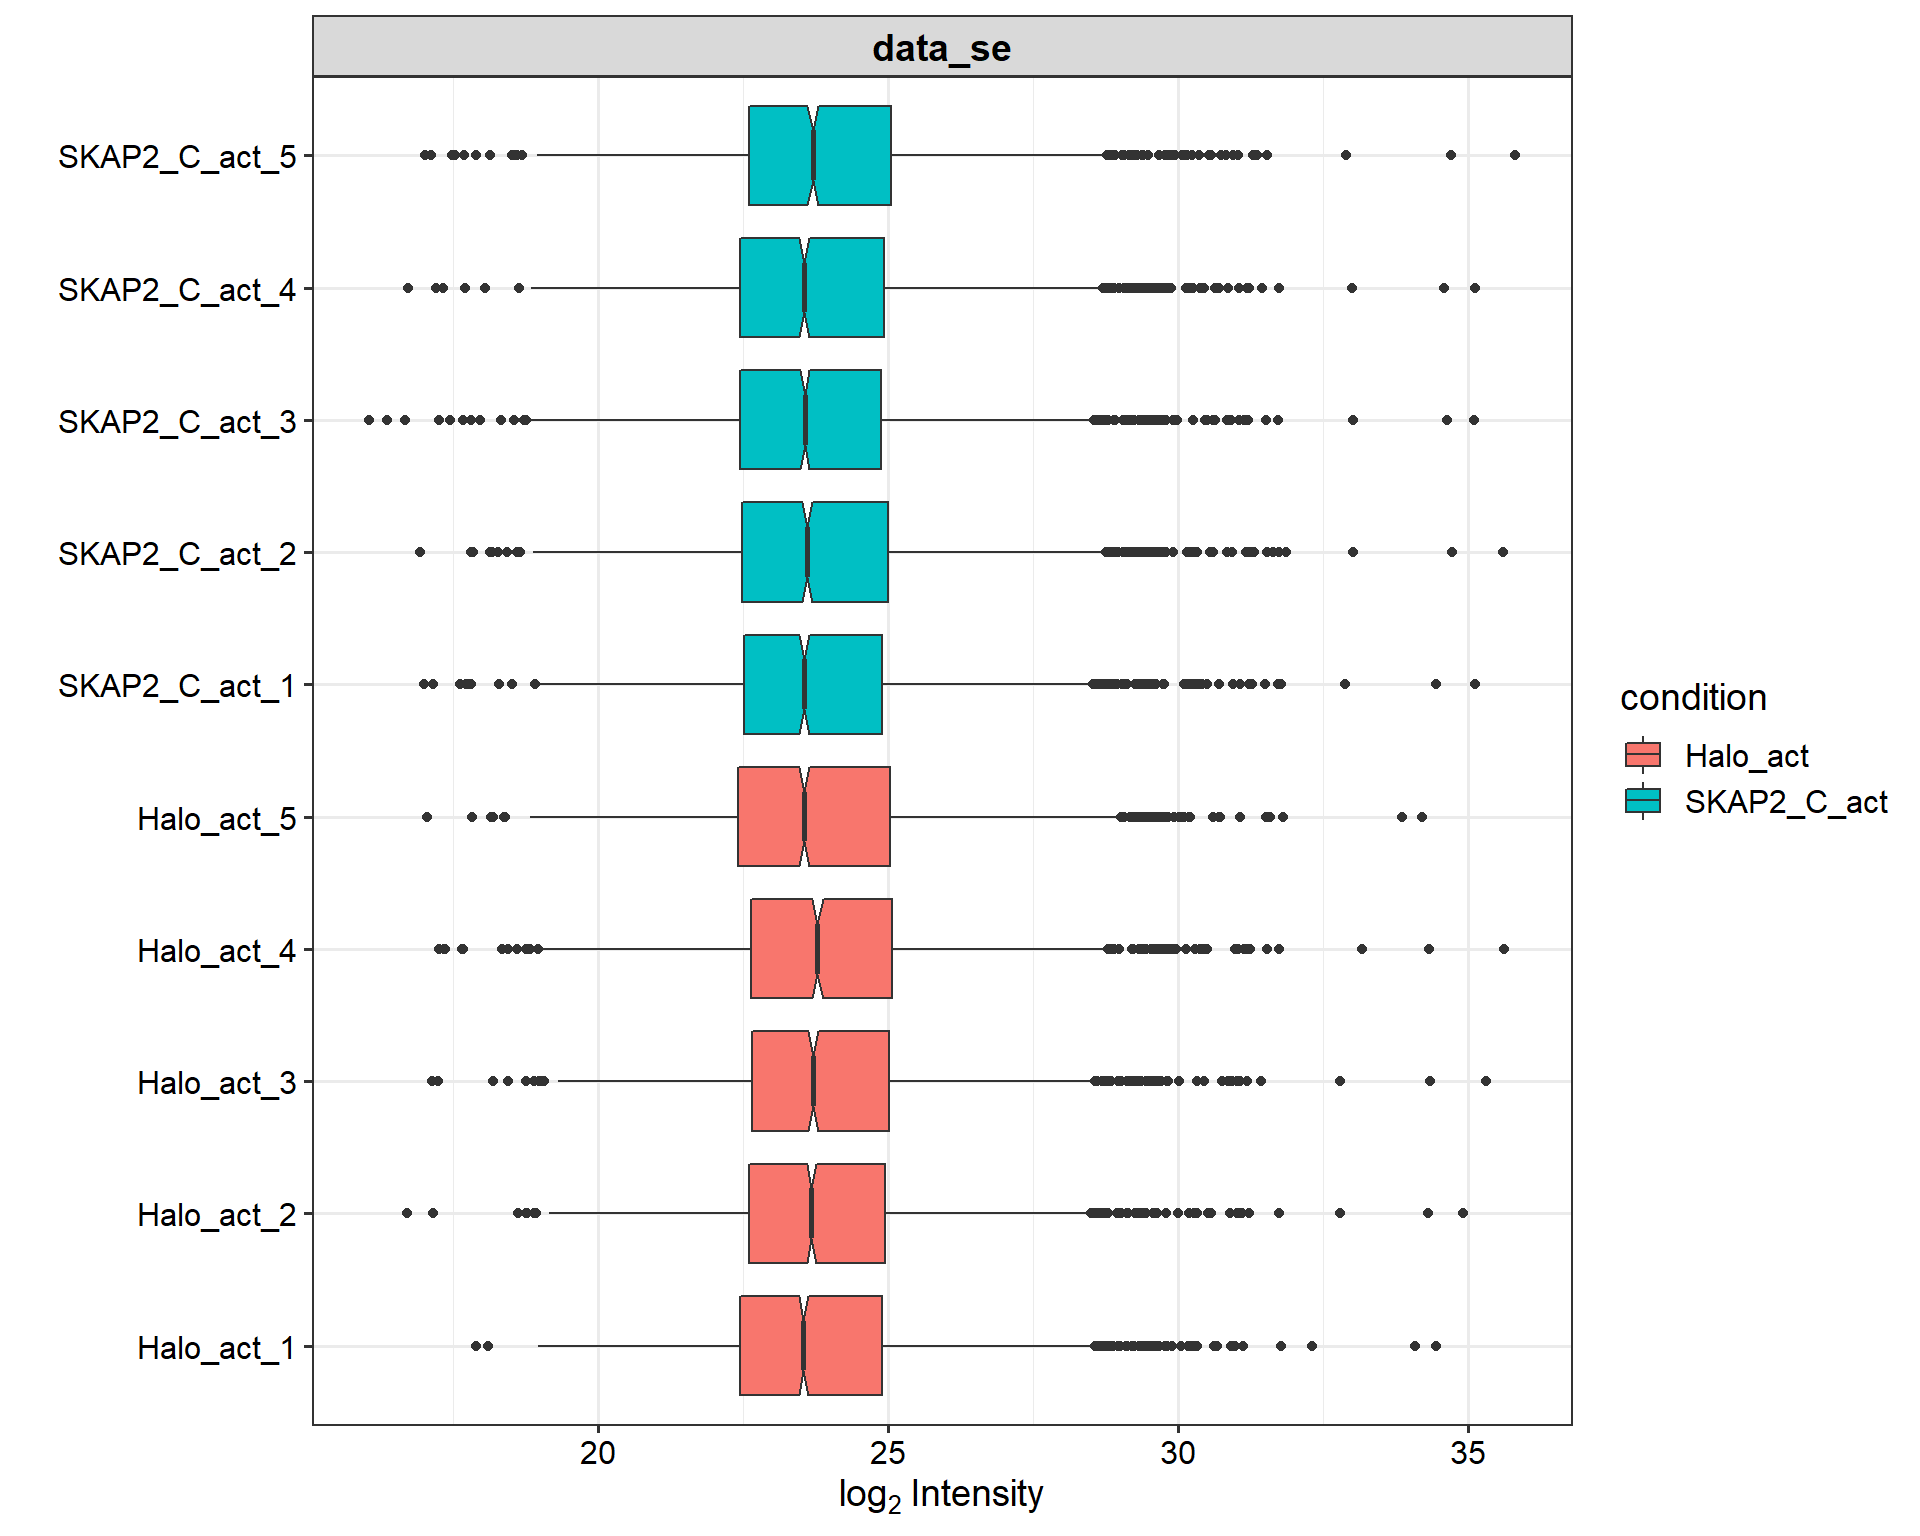 data_se
SKAP2_C_act_5
SKAP2_C_act_4
SKAP2_C_act_3
SKAP2_C_act_2
SKAP2_C_act_1
Halo_act_5
Halo_act_4
Halo_act_3
Halo_act_2
Halo_act_1
20 25 30 35
log₂ Intensity
condition
Halo_act
SKAP2_C_act